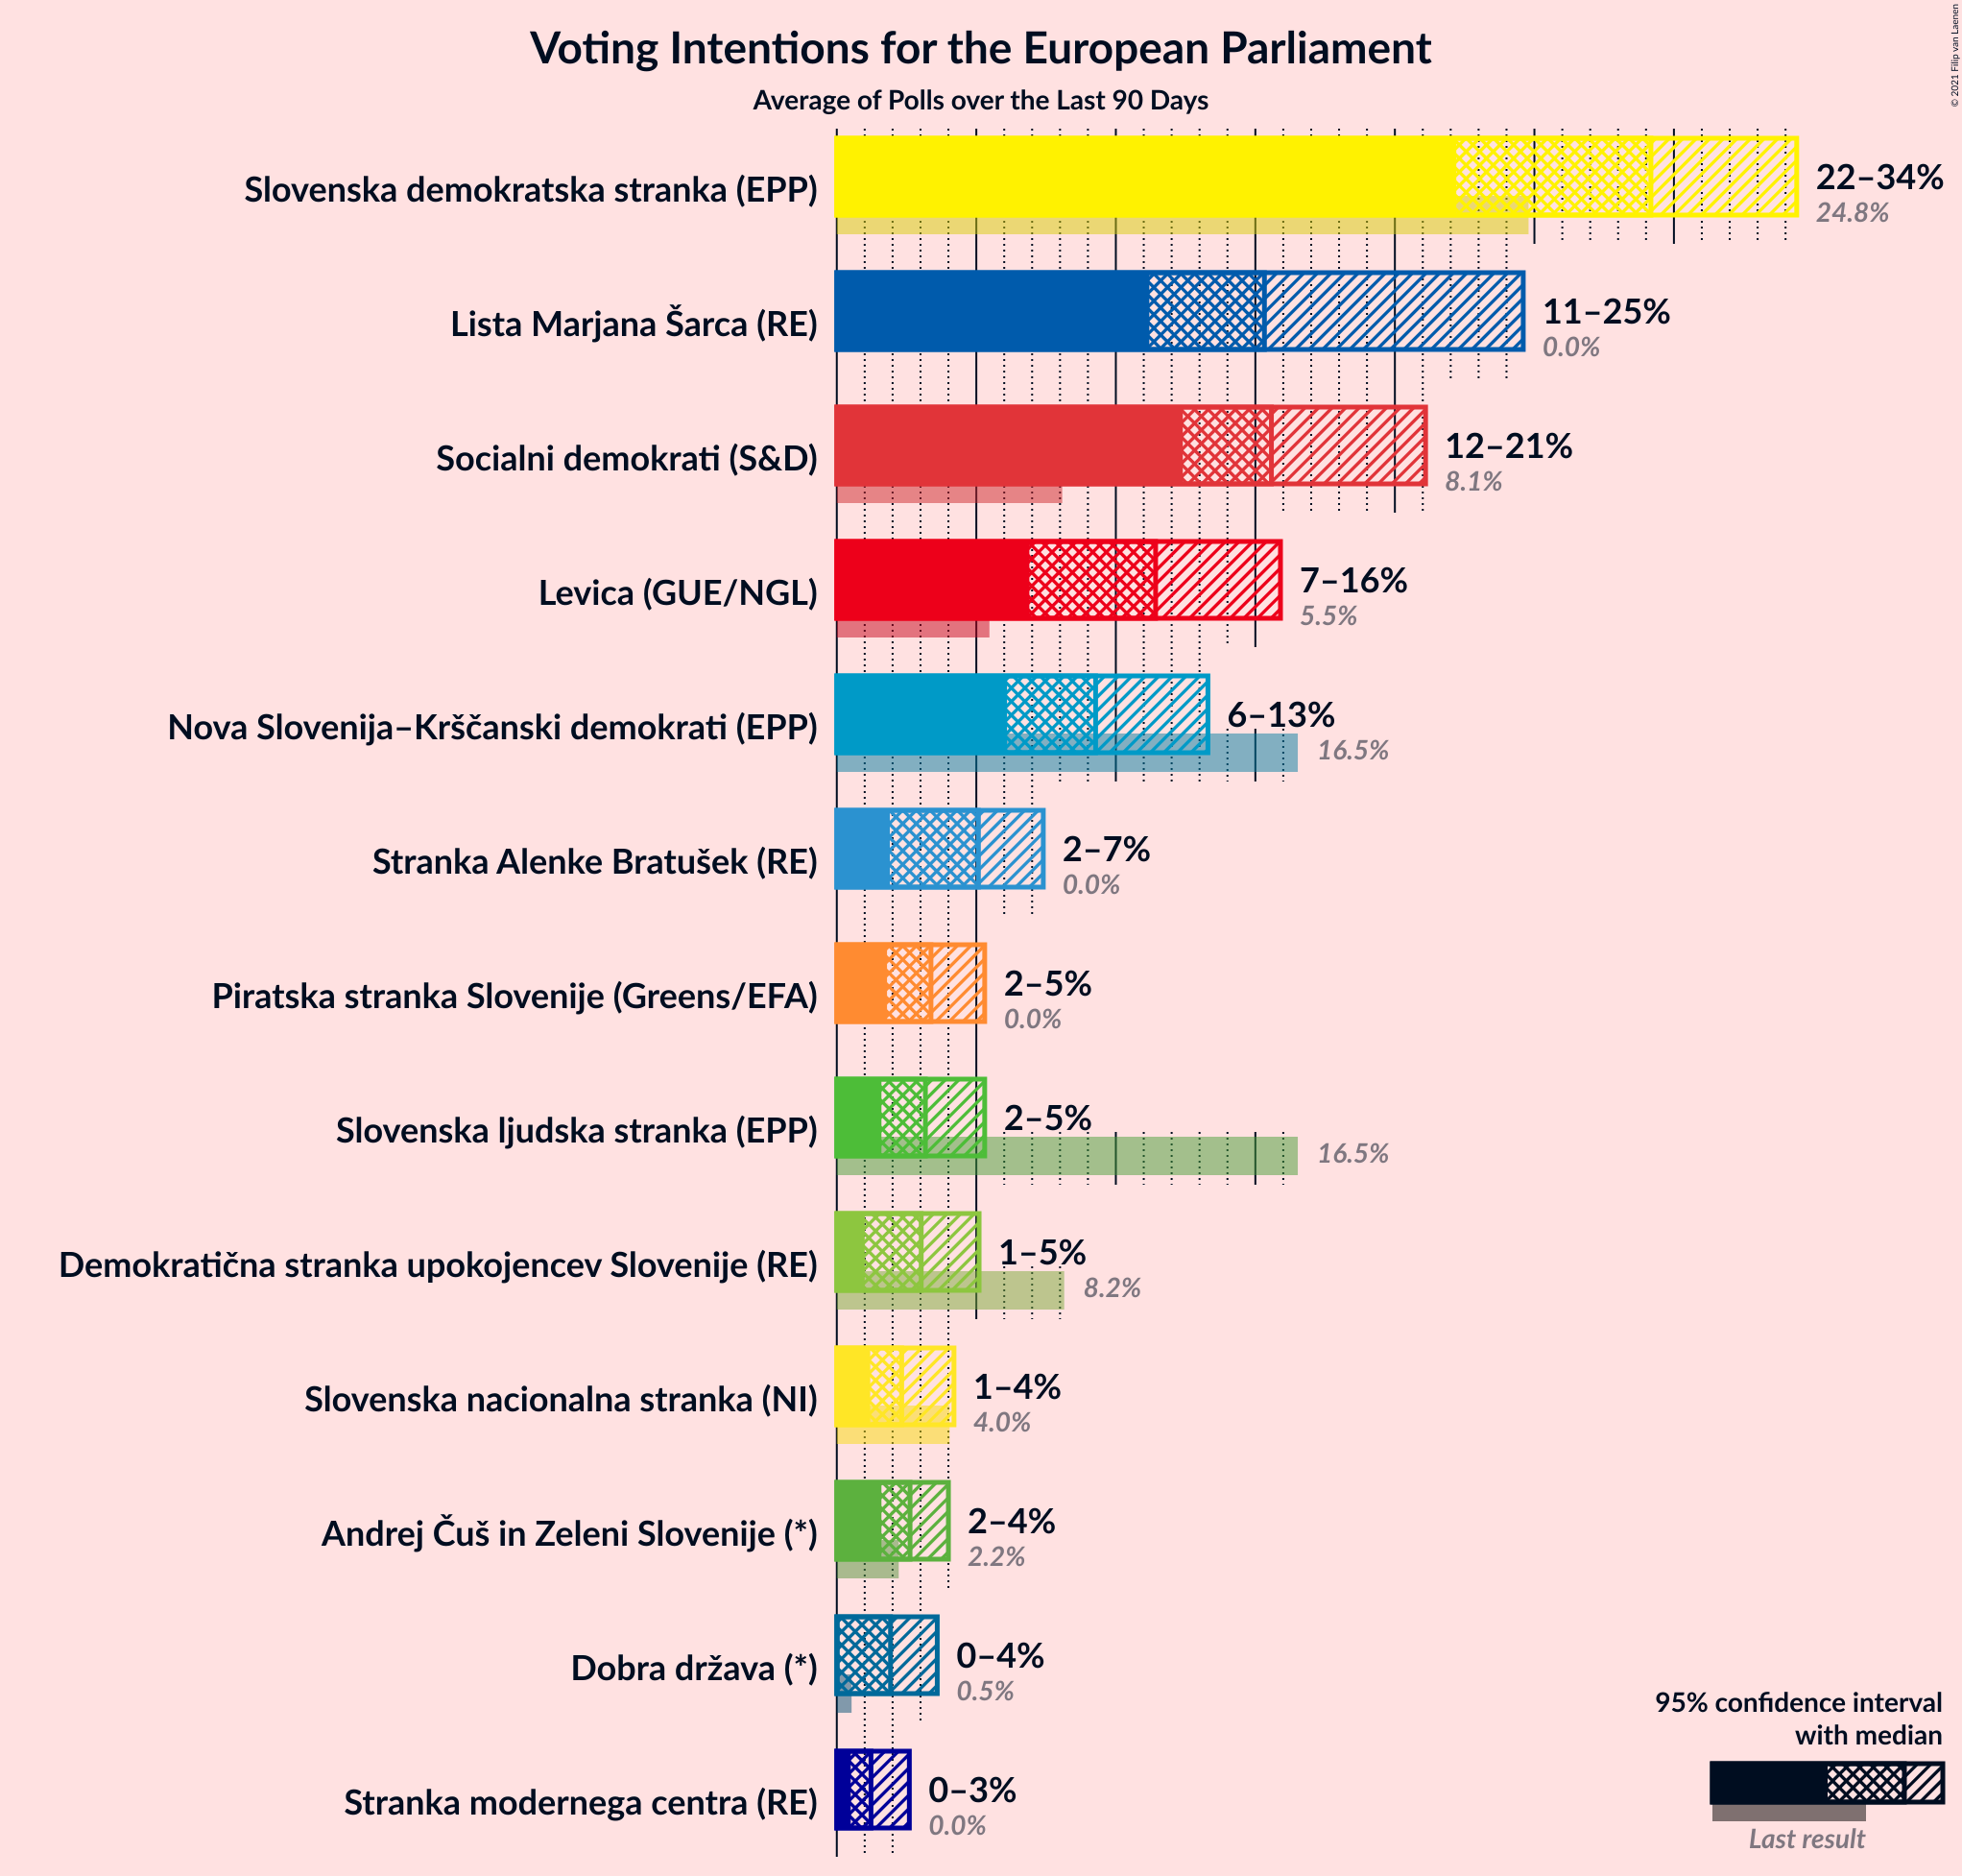 Voting Intentions for the European Parliament
Average of Polls over the Last 90 Days
© 2021 Filip van Laenen
Slovenska demokratska stranka (EPP)
22–34%
24.8%
Lista Marjana Šarca (RE)
11–25%
0.0%
Socialni demokrati (S&D)
12–21%
8.1%
Levica (GUE/NGL)
7–16%
5.5%
Nova Slovenija–Krščanski demokrati (EPP)
6–13%
16.5%
Stranka Alenke Bratušek (RE)
2–7%
0.0%
Piratska stranka Slovenije (Greens/EFA)
2–5%
0.0%
Slovenska ljudska stranka (EPP)
2–5%
16.5%
Demokratična stranka upokojencev Slovenije (RE)
1–5%
8.2%
Slovenska nacionalna stranka (NI)
1–4%
4.0%
Andrej Čuš in Zeleni Slovenije (*)
2–4%
2.2%
Dobra država (*)
0–4%
0.5%
Stranka modernega centra (RE)
0–3%
0.0%
95% confidence interval
with median
Last result